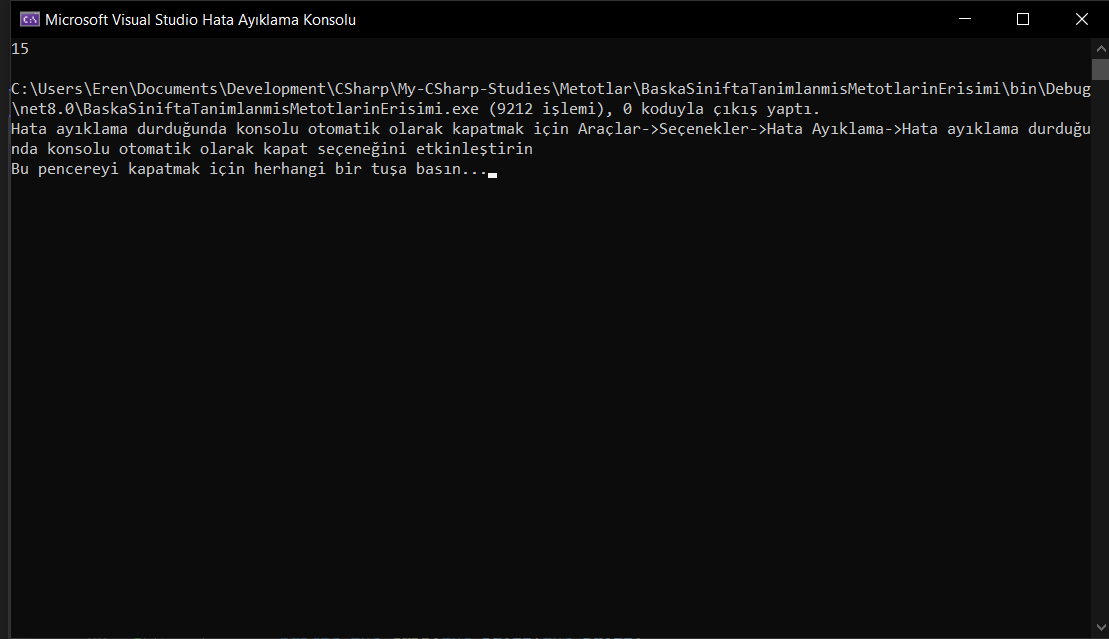 Microsoft Visual Studio Hata Ayıklama Konsolu
15
C:\Users\Eren\Documents\Development\CSharp\My-CSharp-Studies\Metotlar\BaskaSiniftaTanimlanmisMetotlarinErisimi\bin\Debug
\net8.0\BaskaSiniftaTanimlanmisMetotlarinErisimi.exe (9212 işlemi), 0 koduyla çıkış yaptı.
Hata ayıklama durduğunda konsolu otomatik olarak kapatmak için Araçlar->Seçenekler->Hata Ayıklama->Hata ayıklama durduğu
nda konsolu otomatik olarak kapat seçeneğini etkinleştirin
Bu pencereyi kapatmak için herhangi bir tuşa basın...